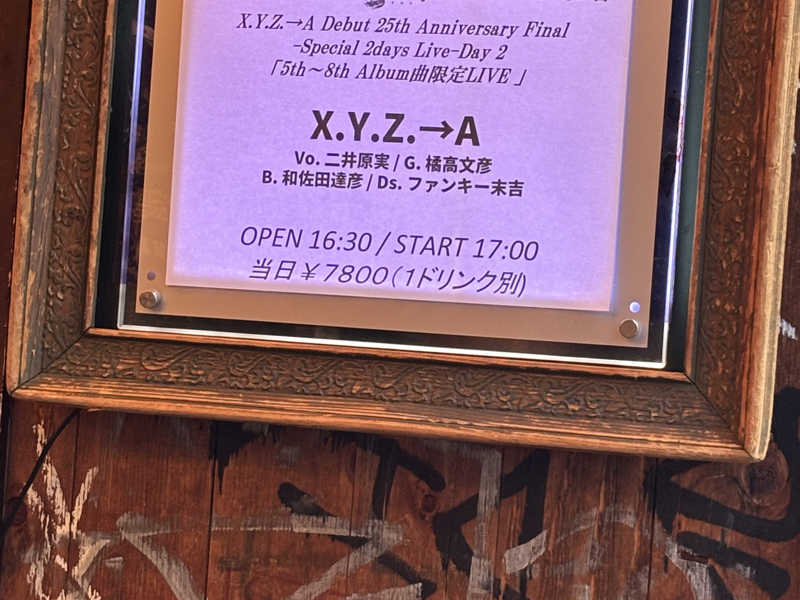 X.Y.Z.→A Debut 25th Anniversary Final
-Special 2days Live-Day 2
「5th～8th Album曲限定LIVE 」
X.Y.Z.→A
Vo. 二井原実 / G. 橘高文彦
B. 和佐田達彦 / Ds. ファンキー末吉
OPEN 16:30 / START 17:00
当日￥7800（1ドリンク別)